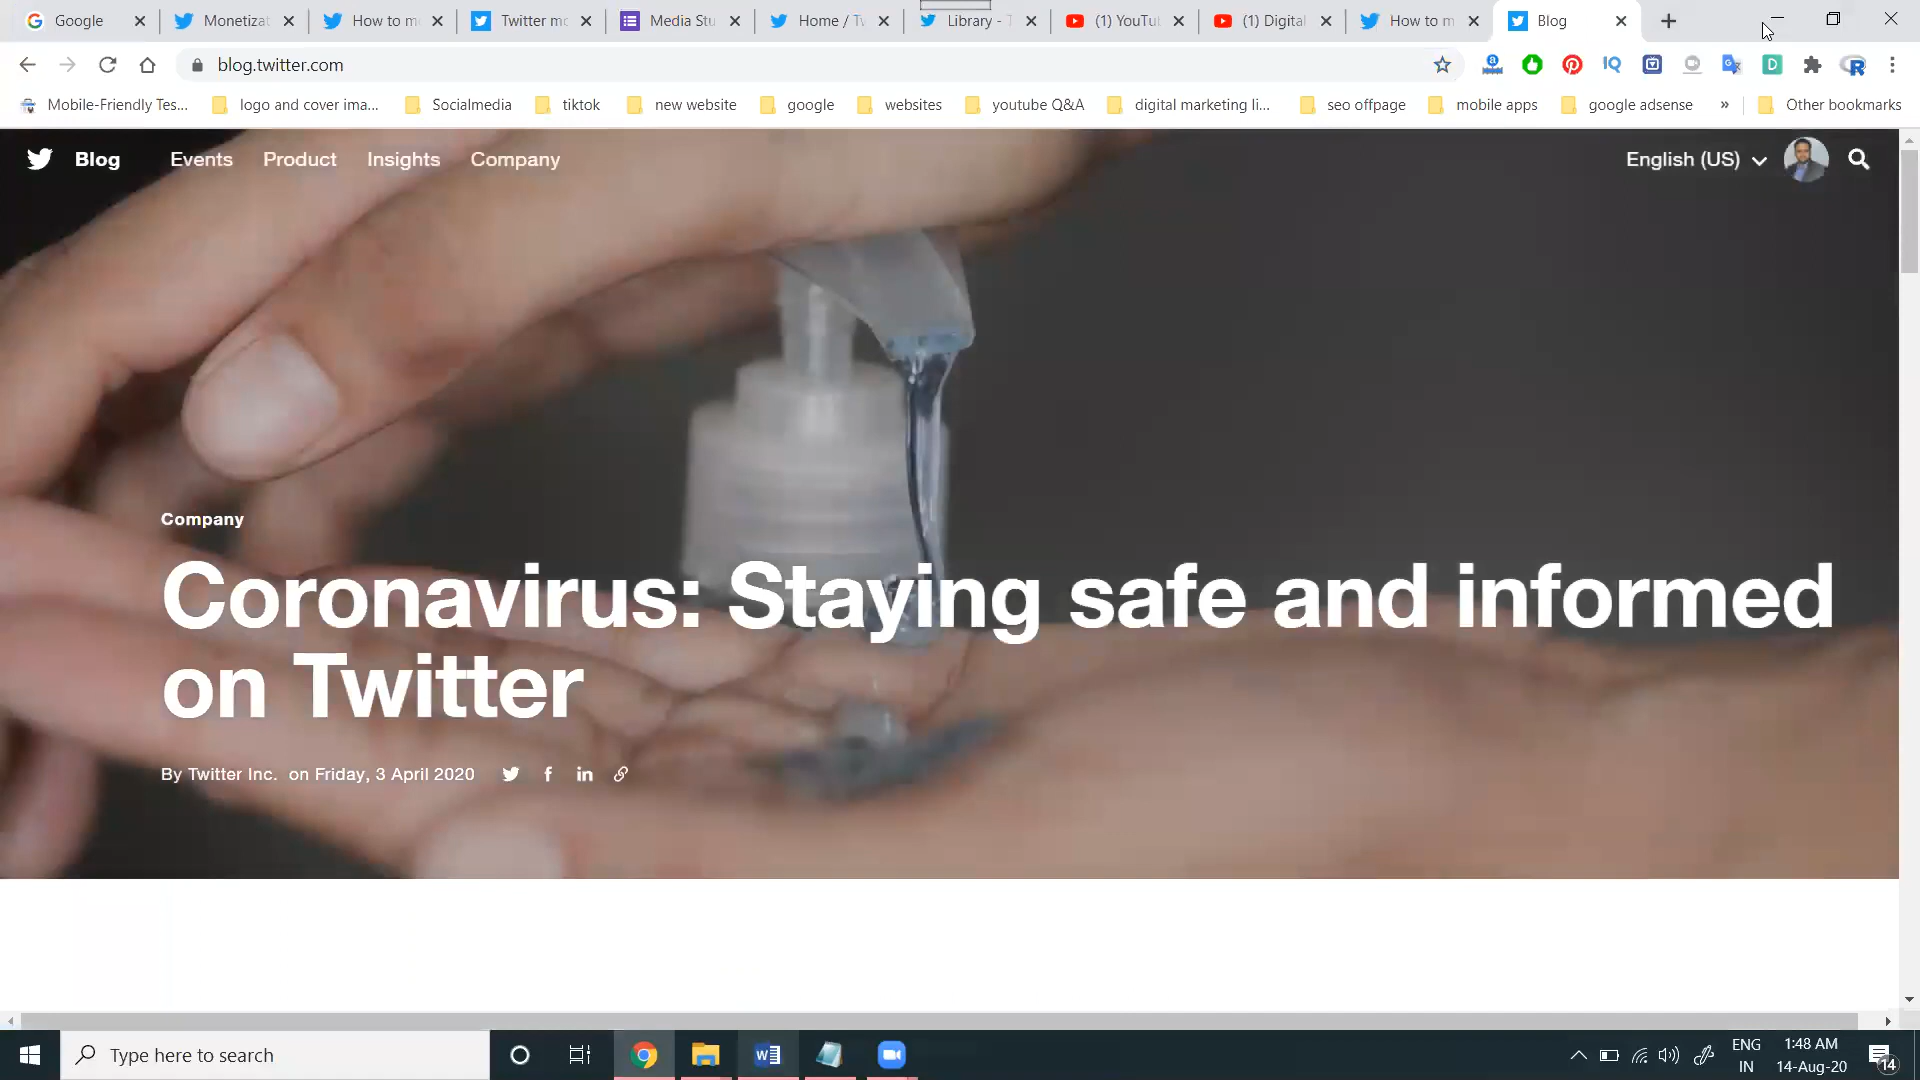 Google
Monetizat
How to m
Twitter mo
Media Stu
Home / Tw
Library - T
(1) YouTu
(1) Digital
How to m
Blog
blog.twitter.com
Mobile-Friendly Tes...
logo and cover ima...
Socialmedia
tiktok
new website
google
websites
youtube Q&A
digital marketing li...
seo offpage
mobile apps
google adsense
»
Other bookmarks
Blog
Events
Product
Insights
Company
English (US)
Company
Coronavirus: Staying safe and informed
on Twitter
By Twitter Inc. on Friday, 3 April 2020
Type here to search
ENG
IN
1:48 AM
14-Aug-20
14